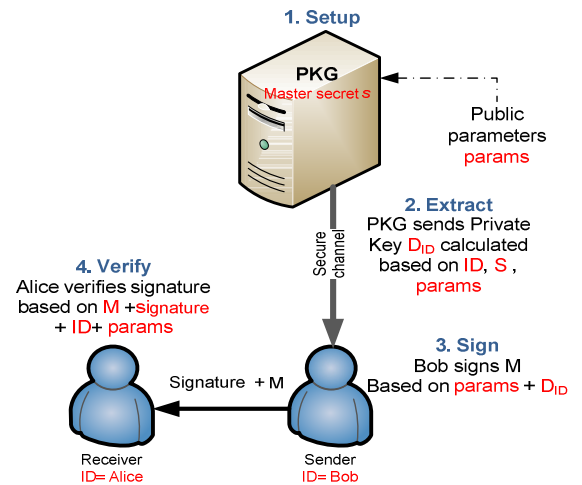 1. Setup
PKG
Master secret s
Public
parameters
params
2. Extract
PKG sends Private
Key D_ID calculated
based on ID, S ,
params
Secure
channel
4. Verify
Alice verifies signature
based on M +signature
+ ID+ params
3. Sign
Bob signs M
Based on params + D_ID
Signature + M
Receiver
ID= Alice
Sender
ID= Bob